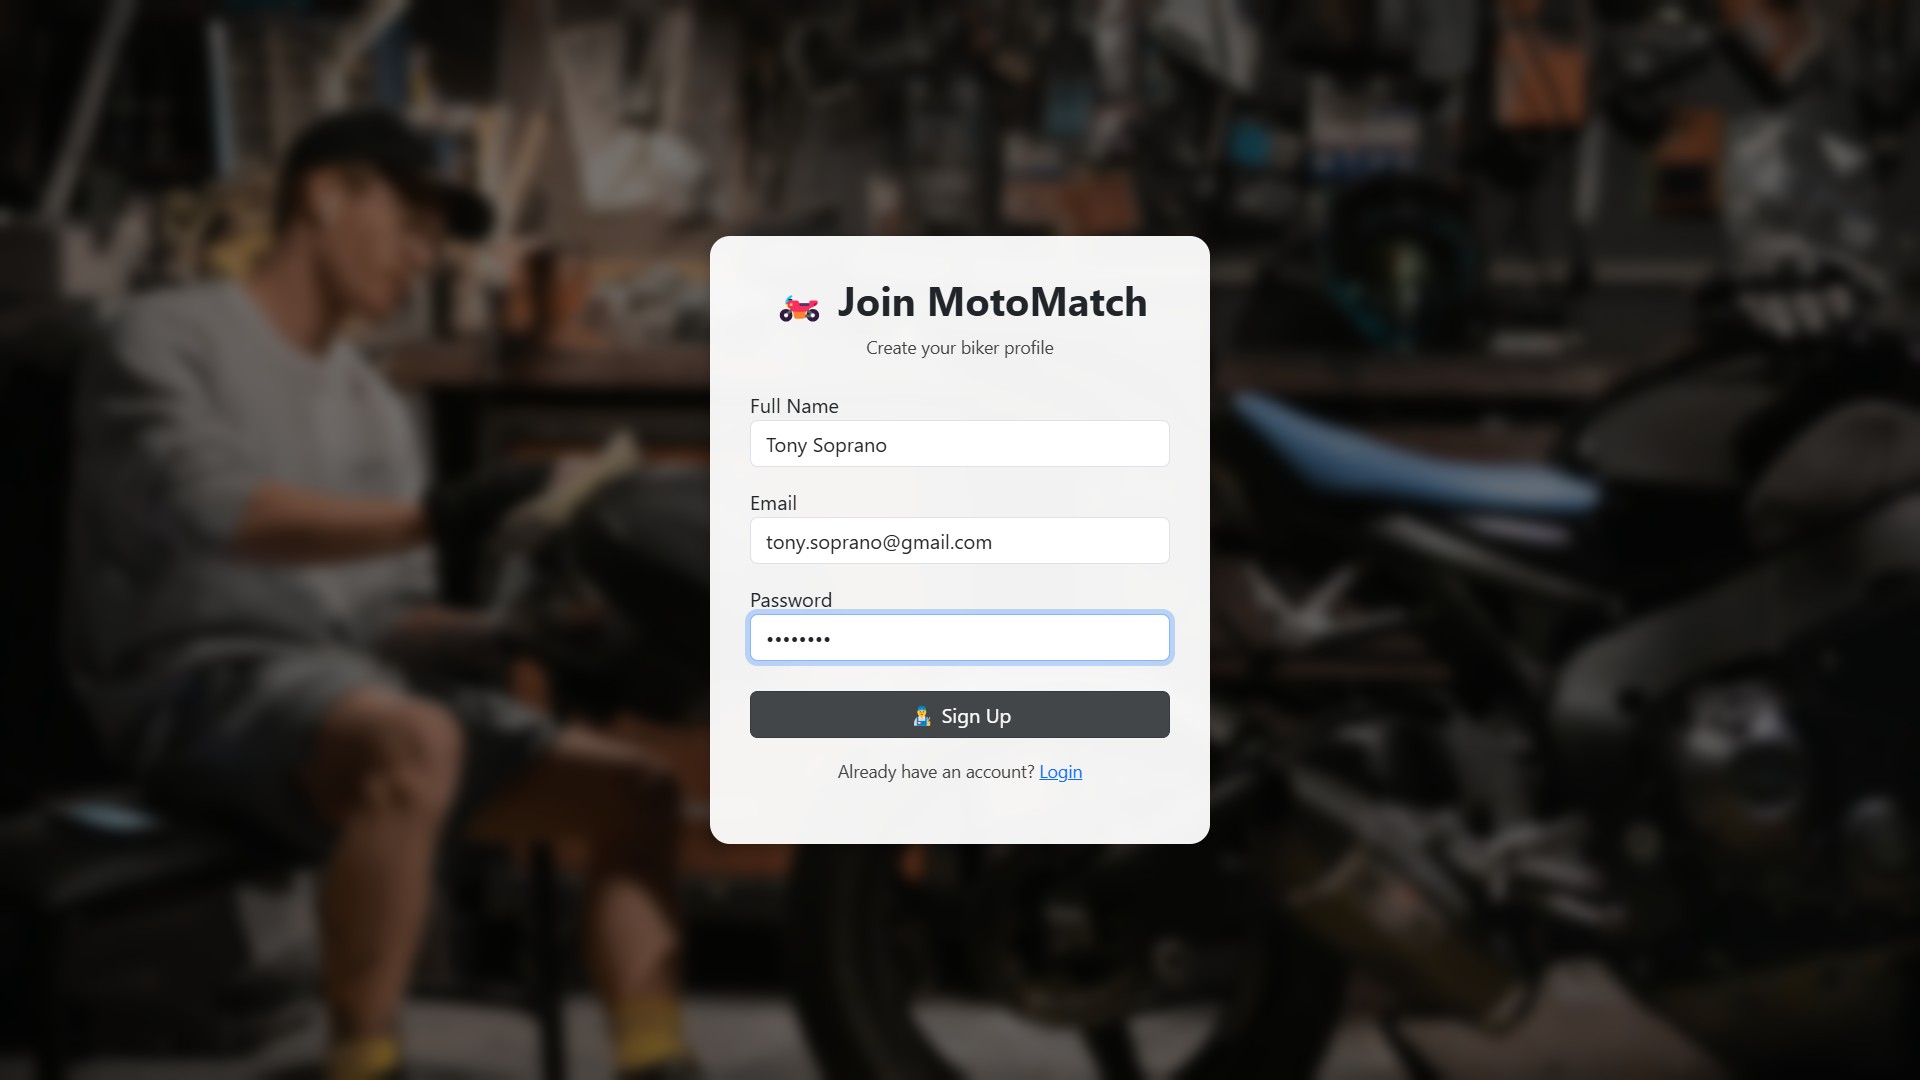 Join MotoMatch
Create your biker profile
Full Name
Tony Soprano
Email
tony.soprano@gmail.com
Password
••••••••
Sign Up
Already have an account? Login